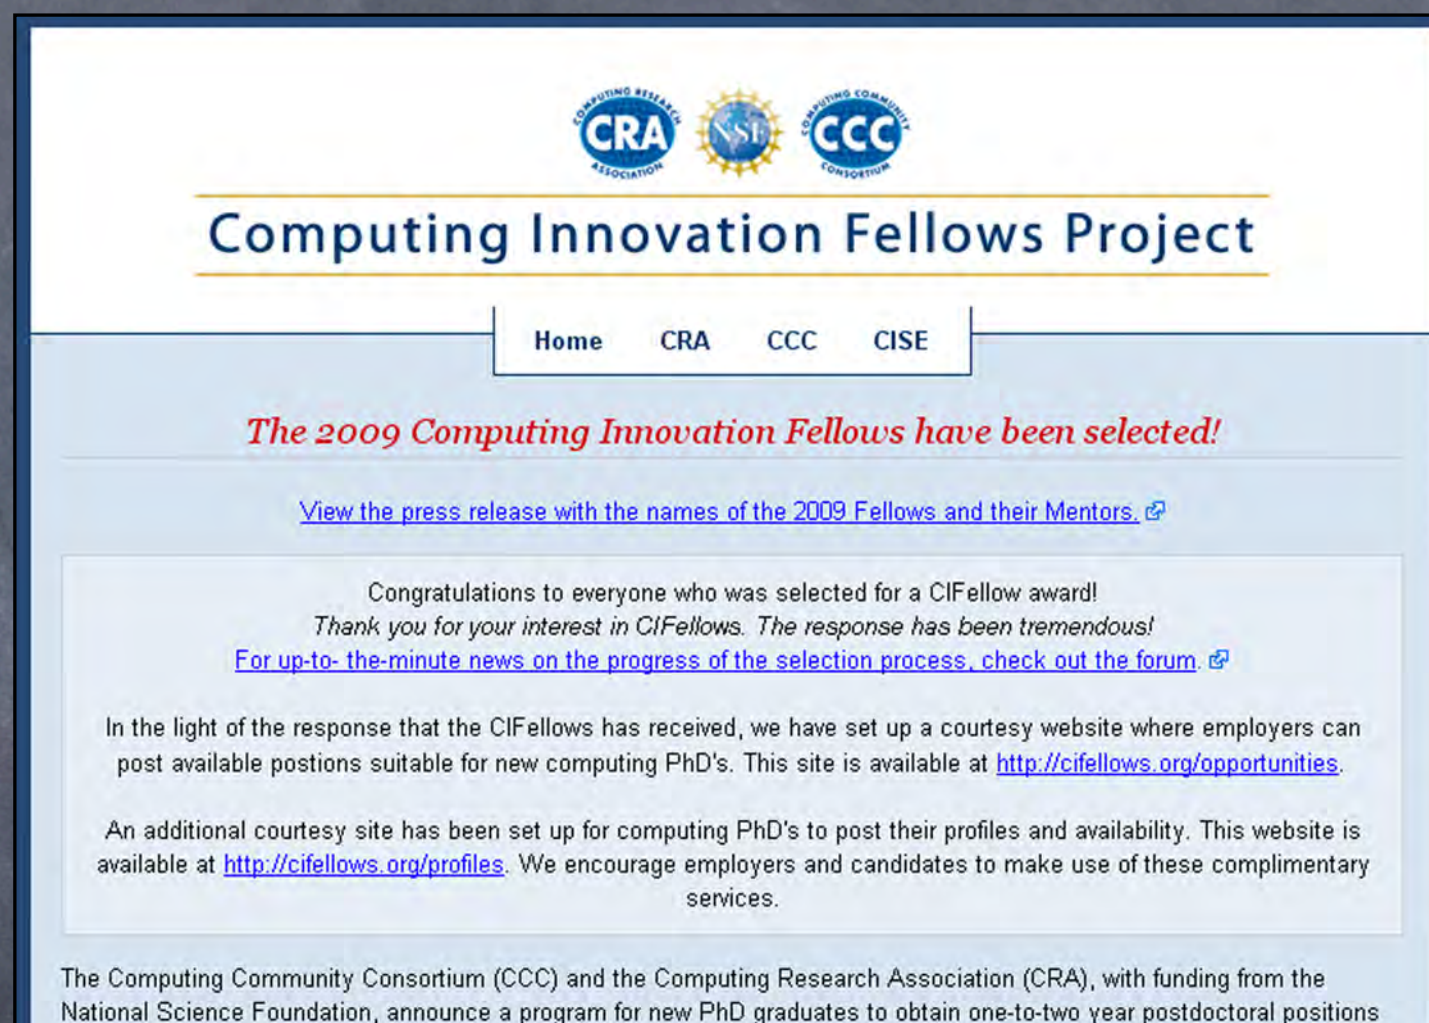 COMPUTING RESEARCH
CRA
ASSOCIATION
NSF
COMPUTING COMMUNITY
CCC
CONSORTIUM
Computing Innovation Fellows Project
Home CRA CCC CISE
The 2009 Computing Innovation Fellows have been selected!
View the press release with the names of the 2009 Fellows and their Mentors.
Congratulations to everyone who was selected for a CIFellow award!
Thank you for your interest in CIFellows. The response has been tremendous!
For up-to- the-minute news on the progress of the selection process, check out the forum.
In the light of the response that the CIFellows has received, we have set up a courtesy website where employers can
post available postions suitable for new computing PhD's. This site is available at http://cifellows.org/opportunities.
An additional courtesy site has been set up for computing PhD's to post their profiles and availability. This website is
available at http://cifellows.org/profiles. We encourage employers and candidates to make use of these complimentary
services.
The Computing Community Consortium (CCC) and the Computing Research Association (CRA), with funding from the
National Science Foundation, announce a program for new PhD graduates to obtain one-to-two year postdoctoral positions